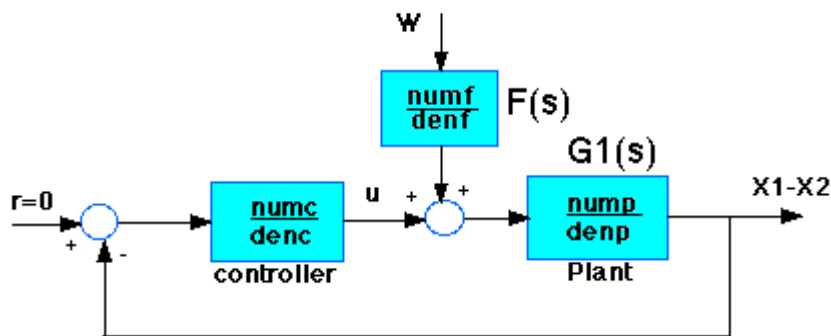 W
numf
denf
F(s)
G1(s)
r=0
+
-
numc
denc
controller
u
+
+
nump
denp
Plant
X1-X2